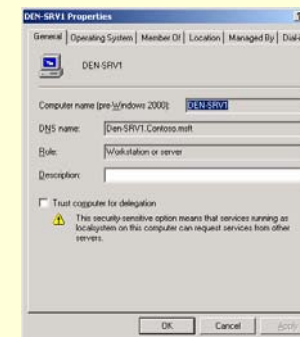 DEN-SRV1 Properties
General Operating System Member Of Location Managed By
DEN-SRV1
Computer name (pre-Windows 2000): DEN-SRV1
DNS name: Den-SRV1.Contoso.msft
Role: Workstation or server
Description:
Trust computer for delegation
This security-sensitive option means that services running as
localsystem on this computer can request services from other
servers.
OK Cancel Apply